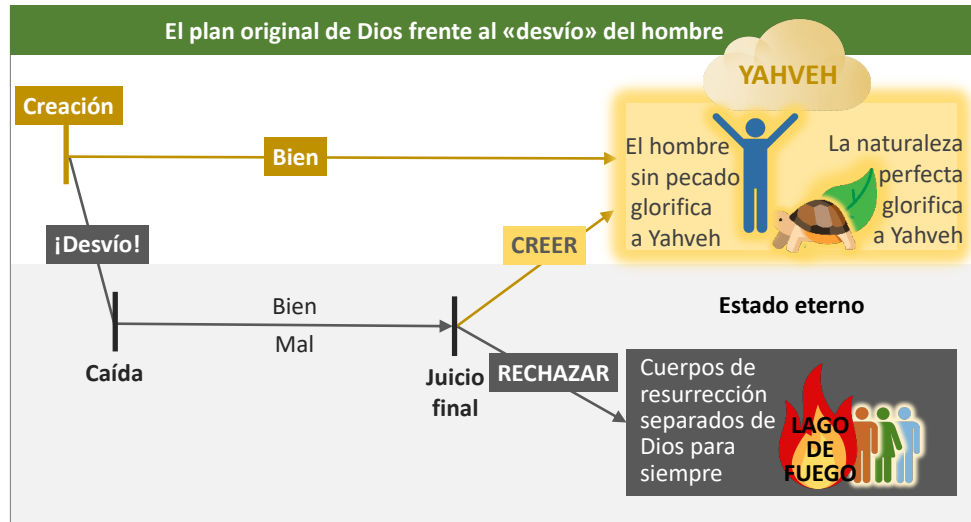 El plan original de Dios frente al «desvío» del hombre
YAHVEH
Creación
Bien
El hombre
sin pecado
glorifica
a Yahveh
La naturaleza
perfecta
glorifica
a Yahveh
¡Desvío!
CREER
Bien
Mal
Estado eterno
Caída
Juicio
final
RECHAZAR
Cuerpos de
resurrección
separados de
Dios para
siempre
LAGO
DE
FUEGO